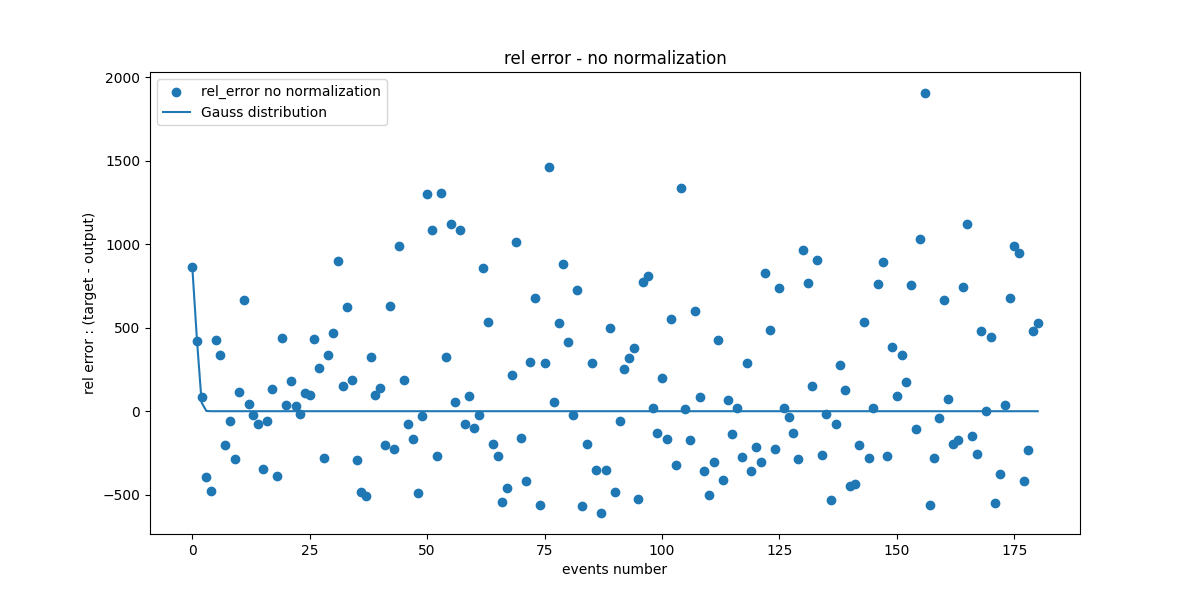 rel error - no normalization
rel_error no normalization
Gauss distribution
rel error : (target - output)
2000
1500
1000
500
0
−500
0 25 50 75 100 125 150 175
events number